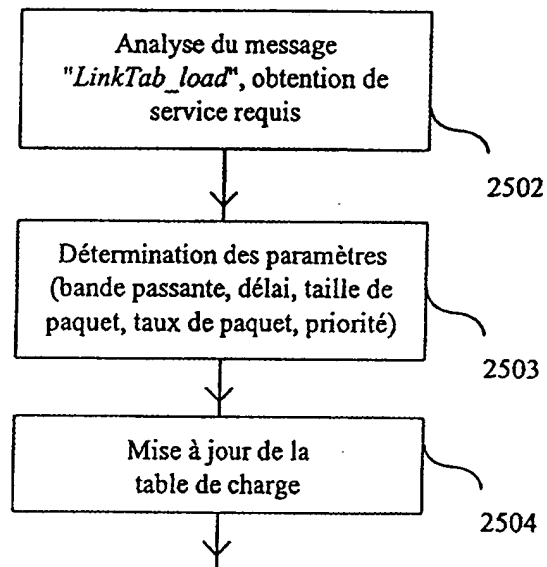 Analyse du message
"LinkTab_load", obtention de
service requis
2502
Détermination des paramètres
(bande passante, délai, taille de
paquet, taux de paquet, priorité)
2503
Mise à jour de la
table de charge
2504